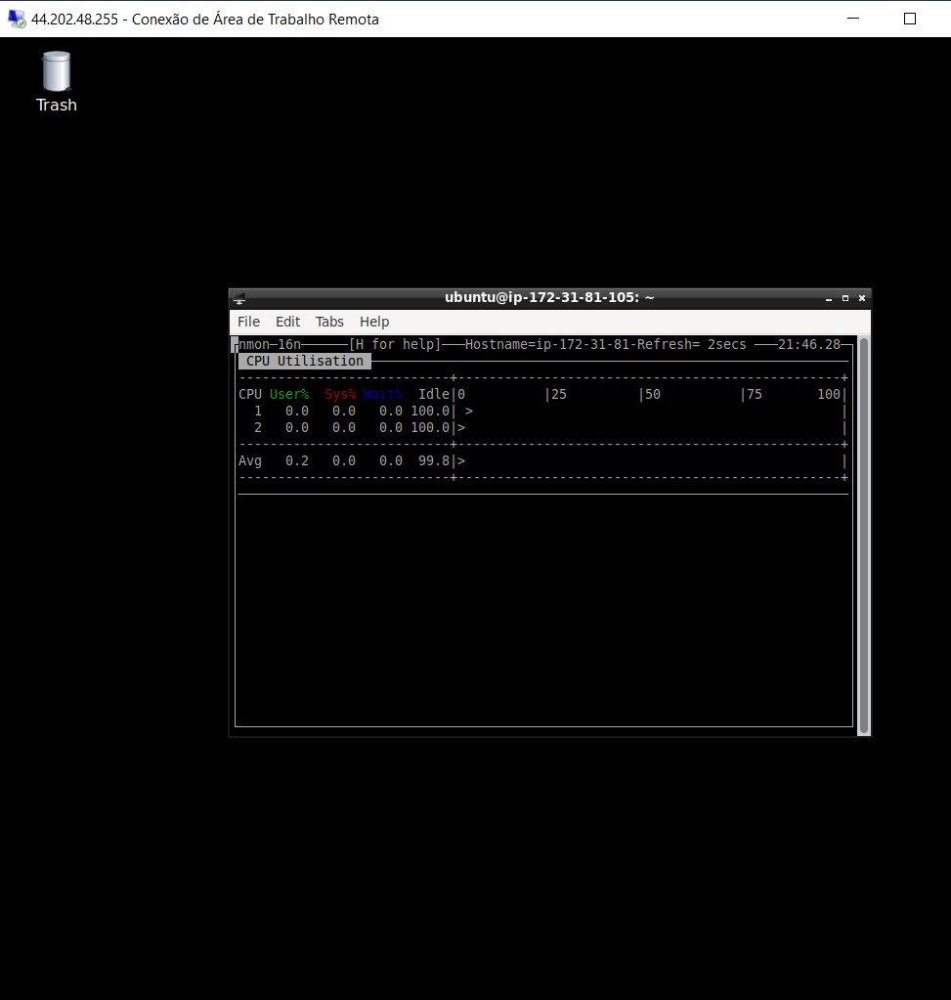 44.202.48.255 - Conexão de Área de Trabalho Remota
Trash
ubuntu@ip-172-31-81-105: ~
File Edit Tabs Help
nmon─16n──────[H for help]───Hostname=ip-172-31-81-Refresh= 2secs ───21:46.28─
CPU Utilisation
---------------------------+-------------------------------------------------+
CPU User%  Sys% Wait%  Idle|0          |25         |50          |75       100|
  1   0.0   0.0   0.0 100.0| >                                               |
  2   0.0   0.0   0.0 100.0|>                                                |
---------------------------+-------------------------------------------------+
Avg   0.2   0.0   0.0  99.8|>                                                |
---------------------------+-------------------------------------------------+